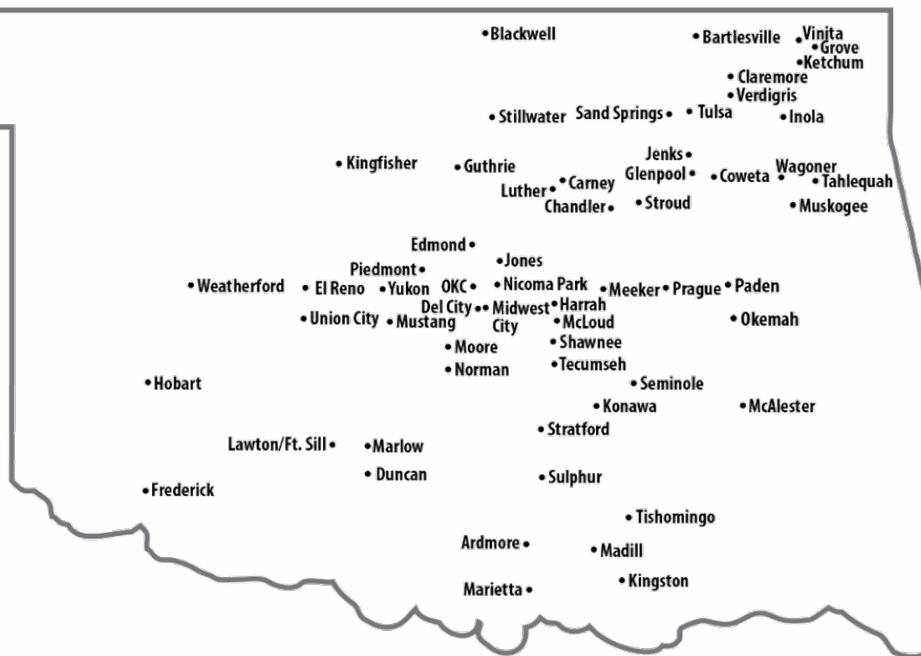 Blackwell
Bartlesville
Vinita
Grove
Ketchum
Claremore
Verdigris
Stillwater
Sand Springs
Tulsa
Inola
Kingfisher
Guthrie
Jenks
Glenpool
Coweta
Wagoner
Tahlequah
Luther
Carney
Chandler
Stroud
Muskogee
Edmond
Jones
Piedmont
Weatherford
El Reno
Yukon
OKC
Nicoma Park
Meeker
Prague
Paden
Del City
Midwest
City
Harrah
Union City
Mustang
McLoud
Okemah
Shawnee
Moore
Tecumseh
Norman
Hobart
Seminole
Konawa
McAlester
Stratford
Lawton/Ft. Sill
Marlow
Duncan
Sulphur
Frederick
Tishomingo
Ardmore
Madill
Kingston
Marietta